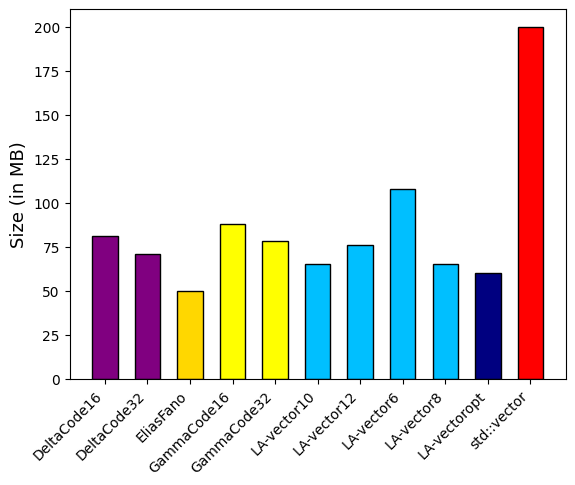 Size (in MB)
200
175
150
125
100
75
50
25
0
DeltaCode16
DeltaCode32
EliasFano
GammaCode16
GammaCode32
LA-vector10
LA-vector12
LA-vector6
LA-vector8
LA-vectoropt
std::vector